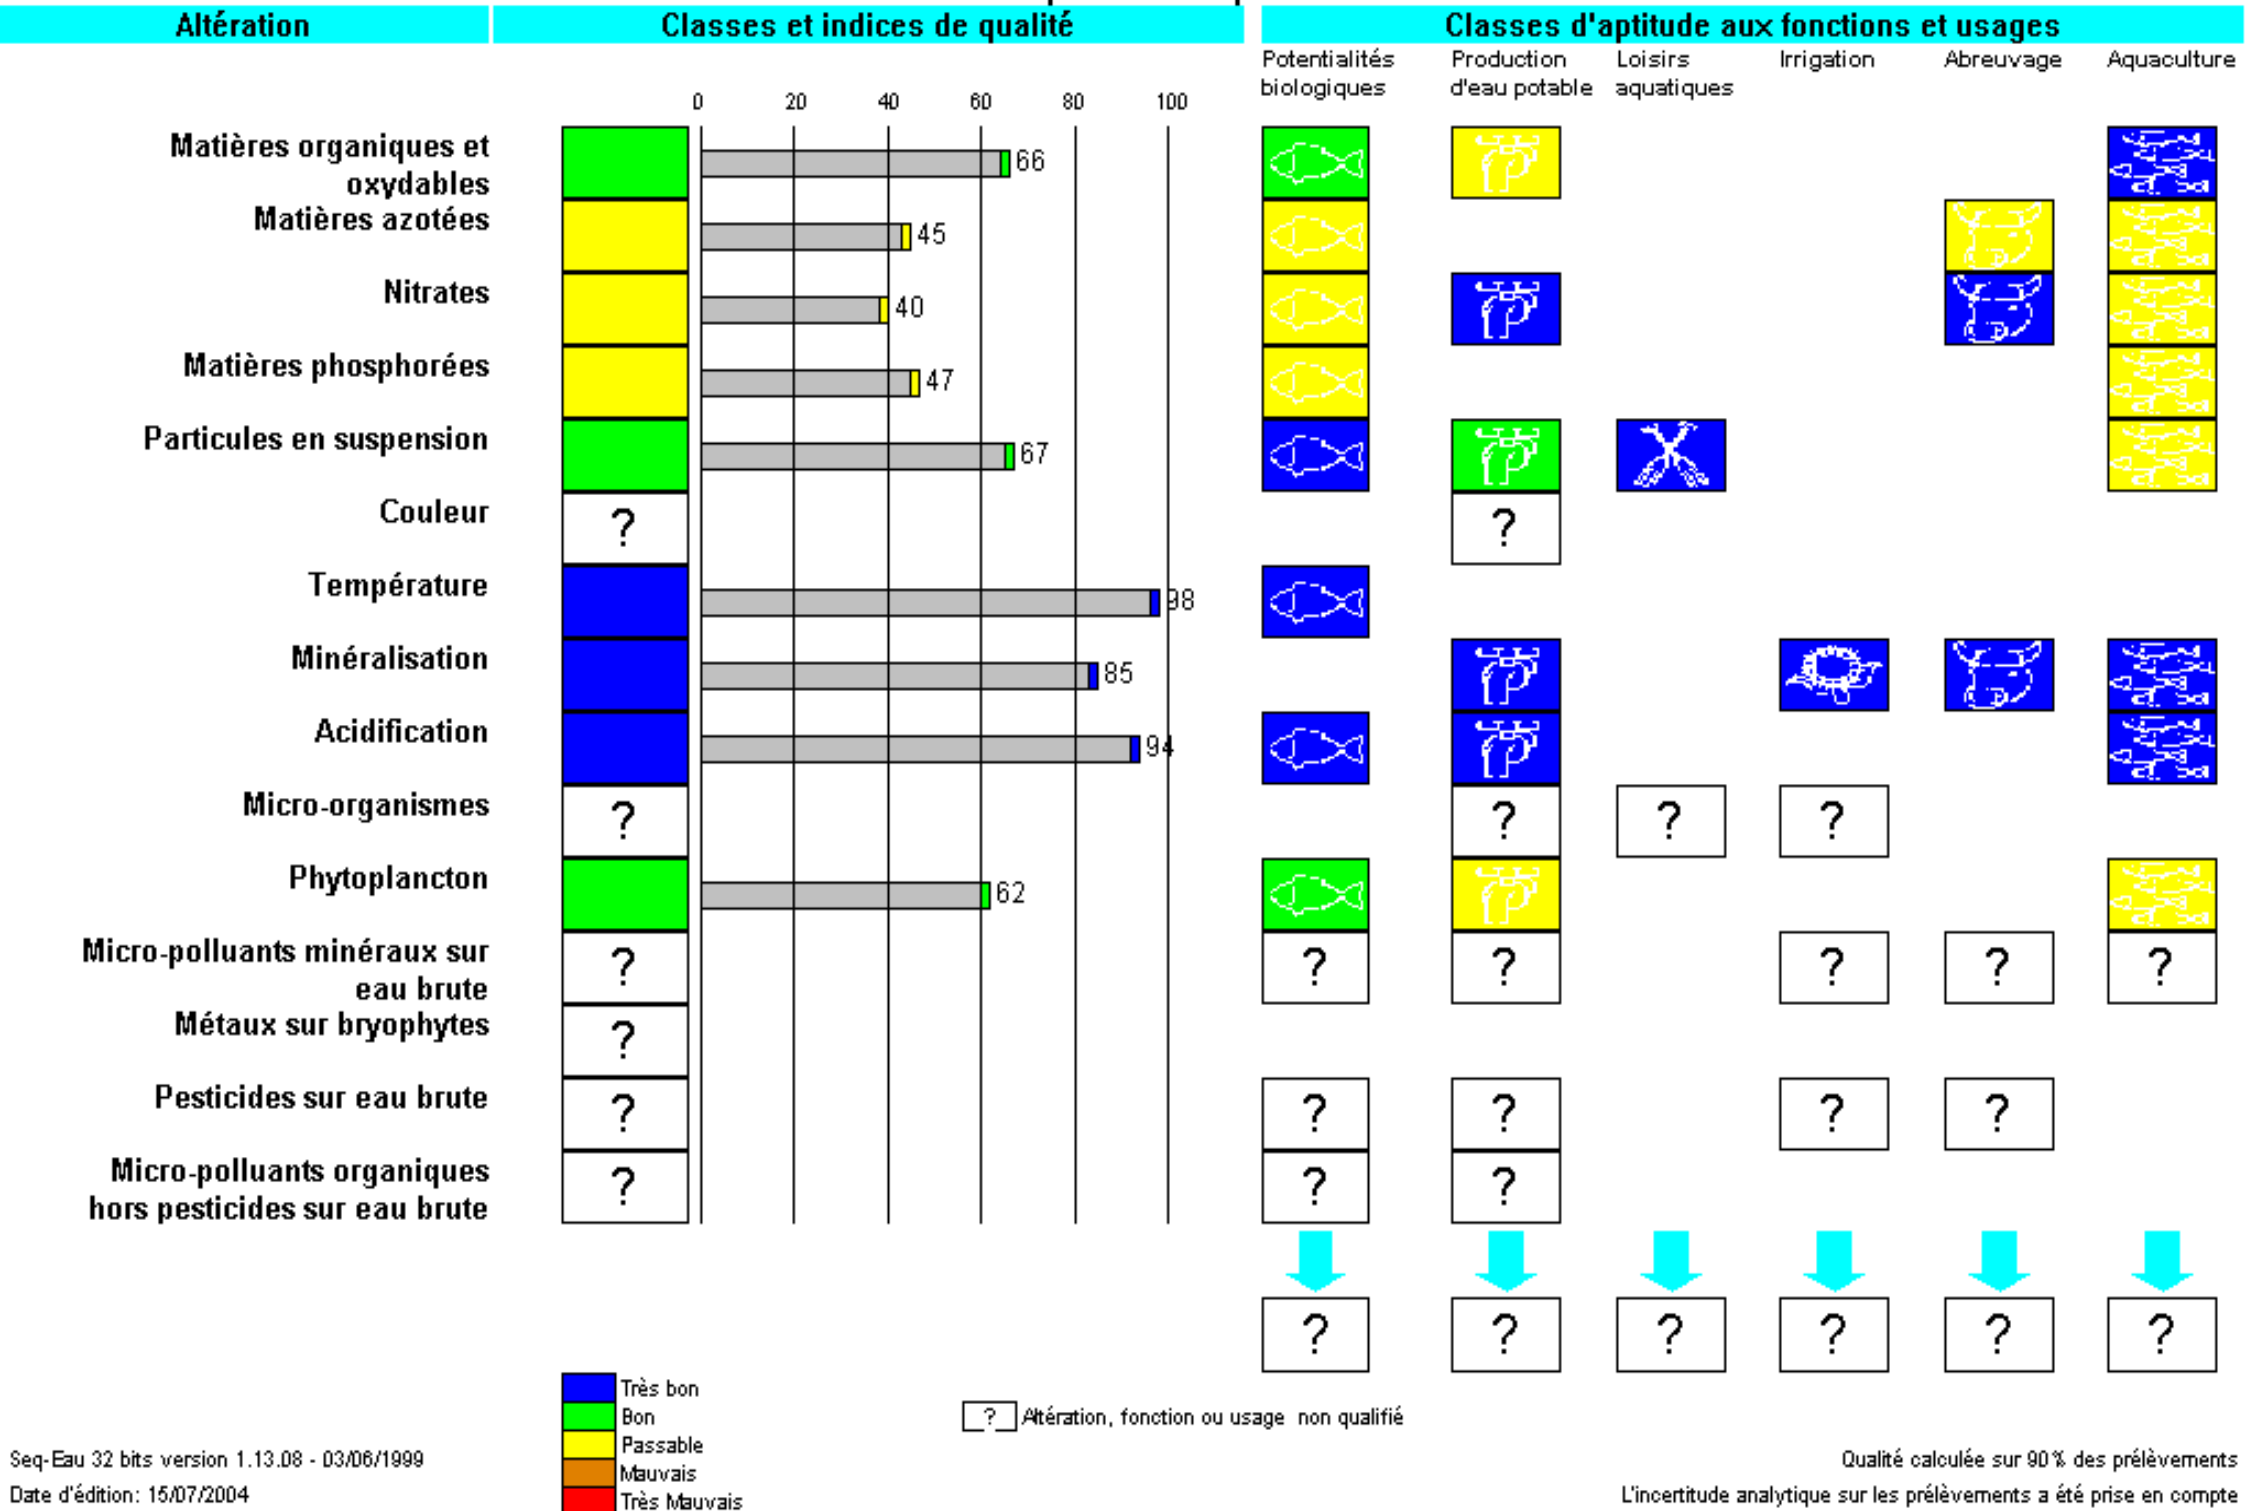 Altération
Classes et indices de qualité
Classes d'aptitude aux fonctions et usages
Potentialités
biologiques
Production
d'eau potable
Loisirs
aquatiques
Irrigation
Abreuvage
Aquaculture
0 20 40 60 80 100
Matières organiques et
oxydables
66
Matières azotées
45
Nitrates
40
Matières phosphorées
47
Particules en suspension
67
Couleur
? ?
Température
98
Minéralisation
85
Acidification
94
Micro-organismes
? ? ? ?
Phytoplancton
62
Micro-polluants minéraux sur
eau brute
? ? ? ? ? ?
Métaux sur bryophytes
?
Pesticides sur eau brute
? ? ? ? ?
Micro-polluants organiques
hors pesticides sur eau brute
? ? ?
? ? ? ? ? ?
Très bon
Bon
Passable
Mauvais
Très Mauvais
? Altération, fonction ou usage non qualifié
Seq-Eau 32 bits version 1.13.08 - 03/06/1999
Date d'édition: 15/07/2004
Qualité calculée sur 90% des prélèvements
L'incertitude analytique sur les prélèvements a été prise en compte